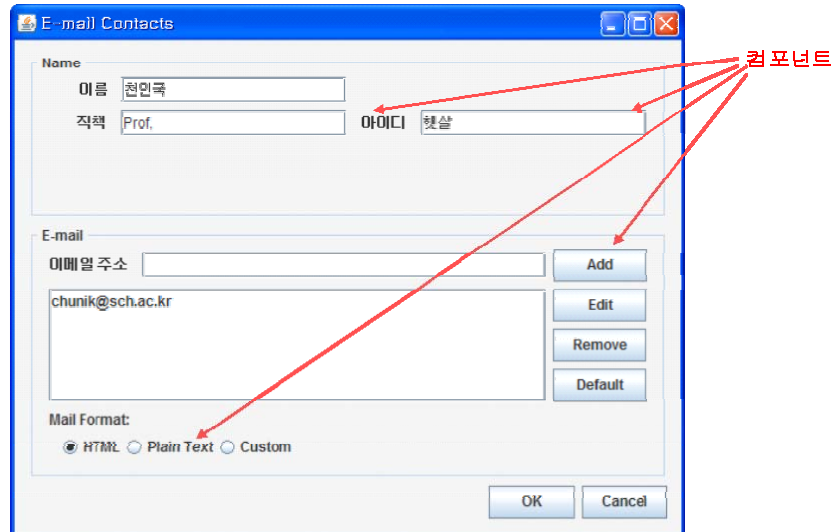 E-mail Contacts
컴포넌트
Name
이름 천인국
직책 Prof, 아이디 햇살
E-mail
이메일 주소 Add
chunik@sch.ac.kr Edit
Remove
Default
Mail Format:
HTML Plain Text Custom
OK Cancel